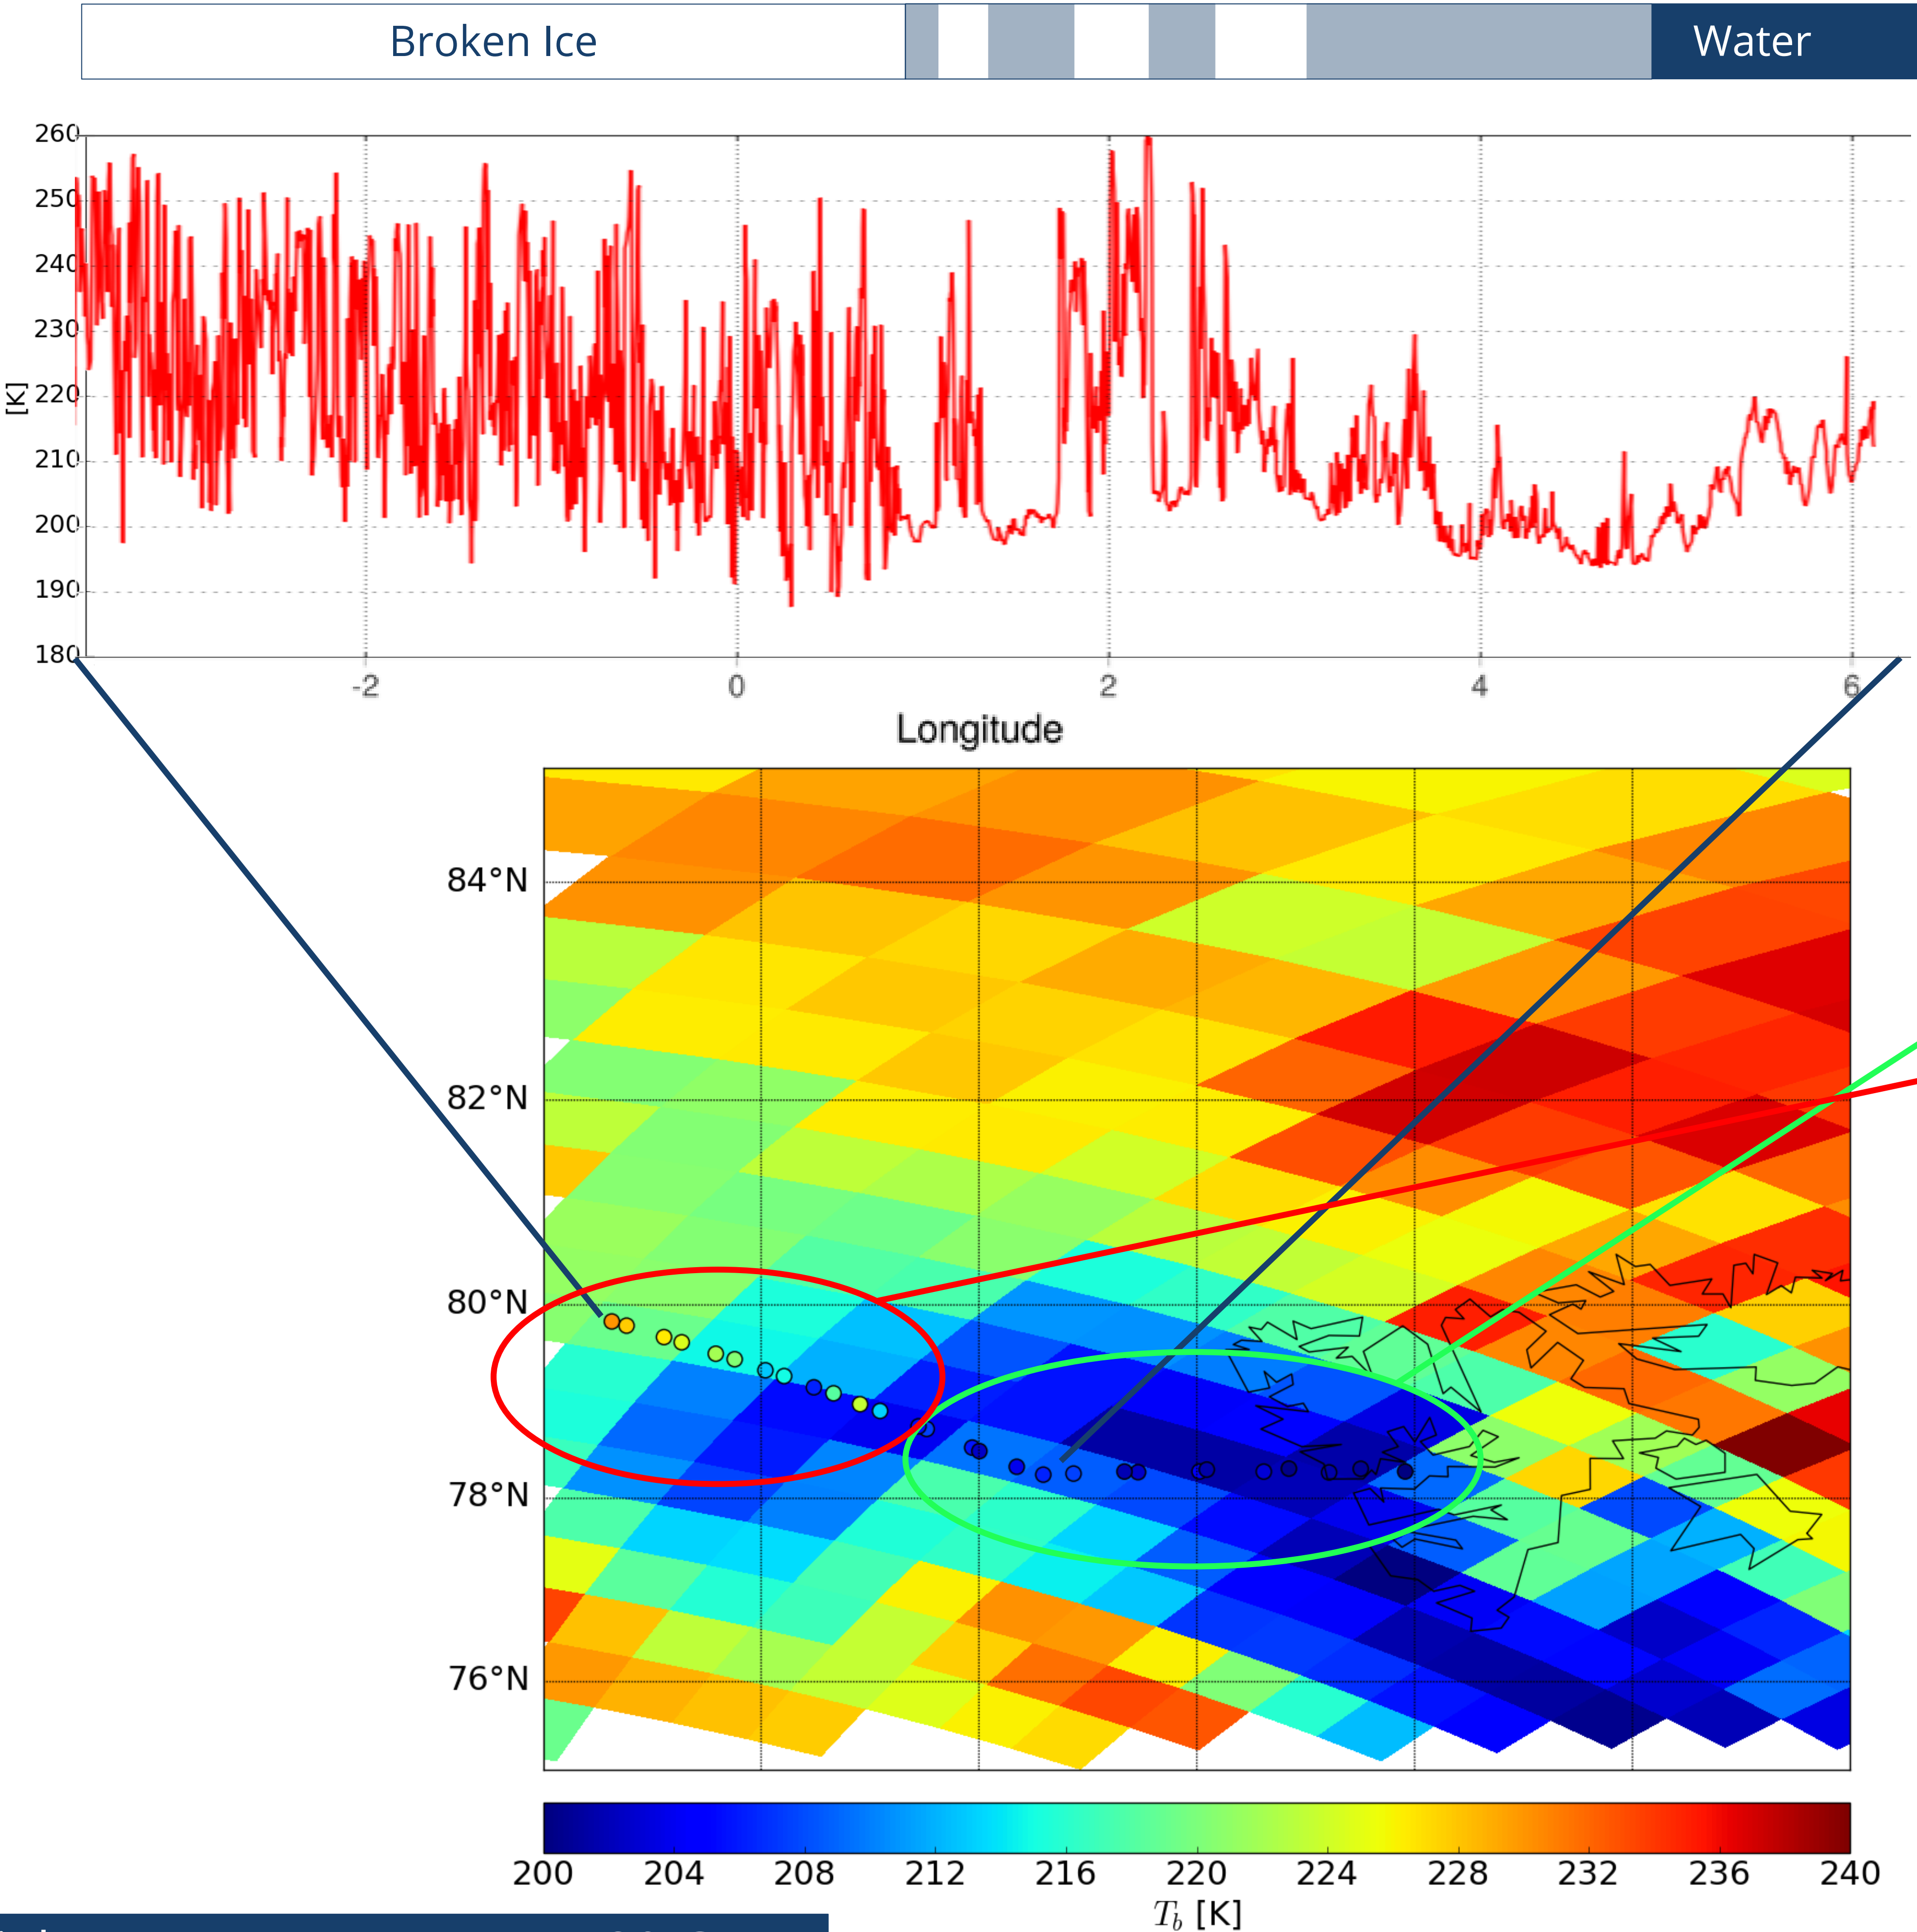 Broken Ice
Water
260
250
240
230
220
210
200
190
180
[K]
-2 0 2 4 6
Longitude
84°N
82°N
80°N
78°N
76°N
200 204 208 212 216 220 224 228 232 236 240
T_b [K]